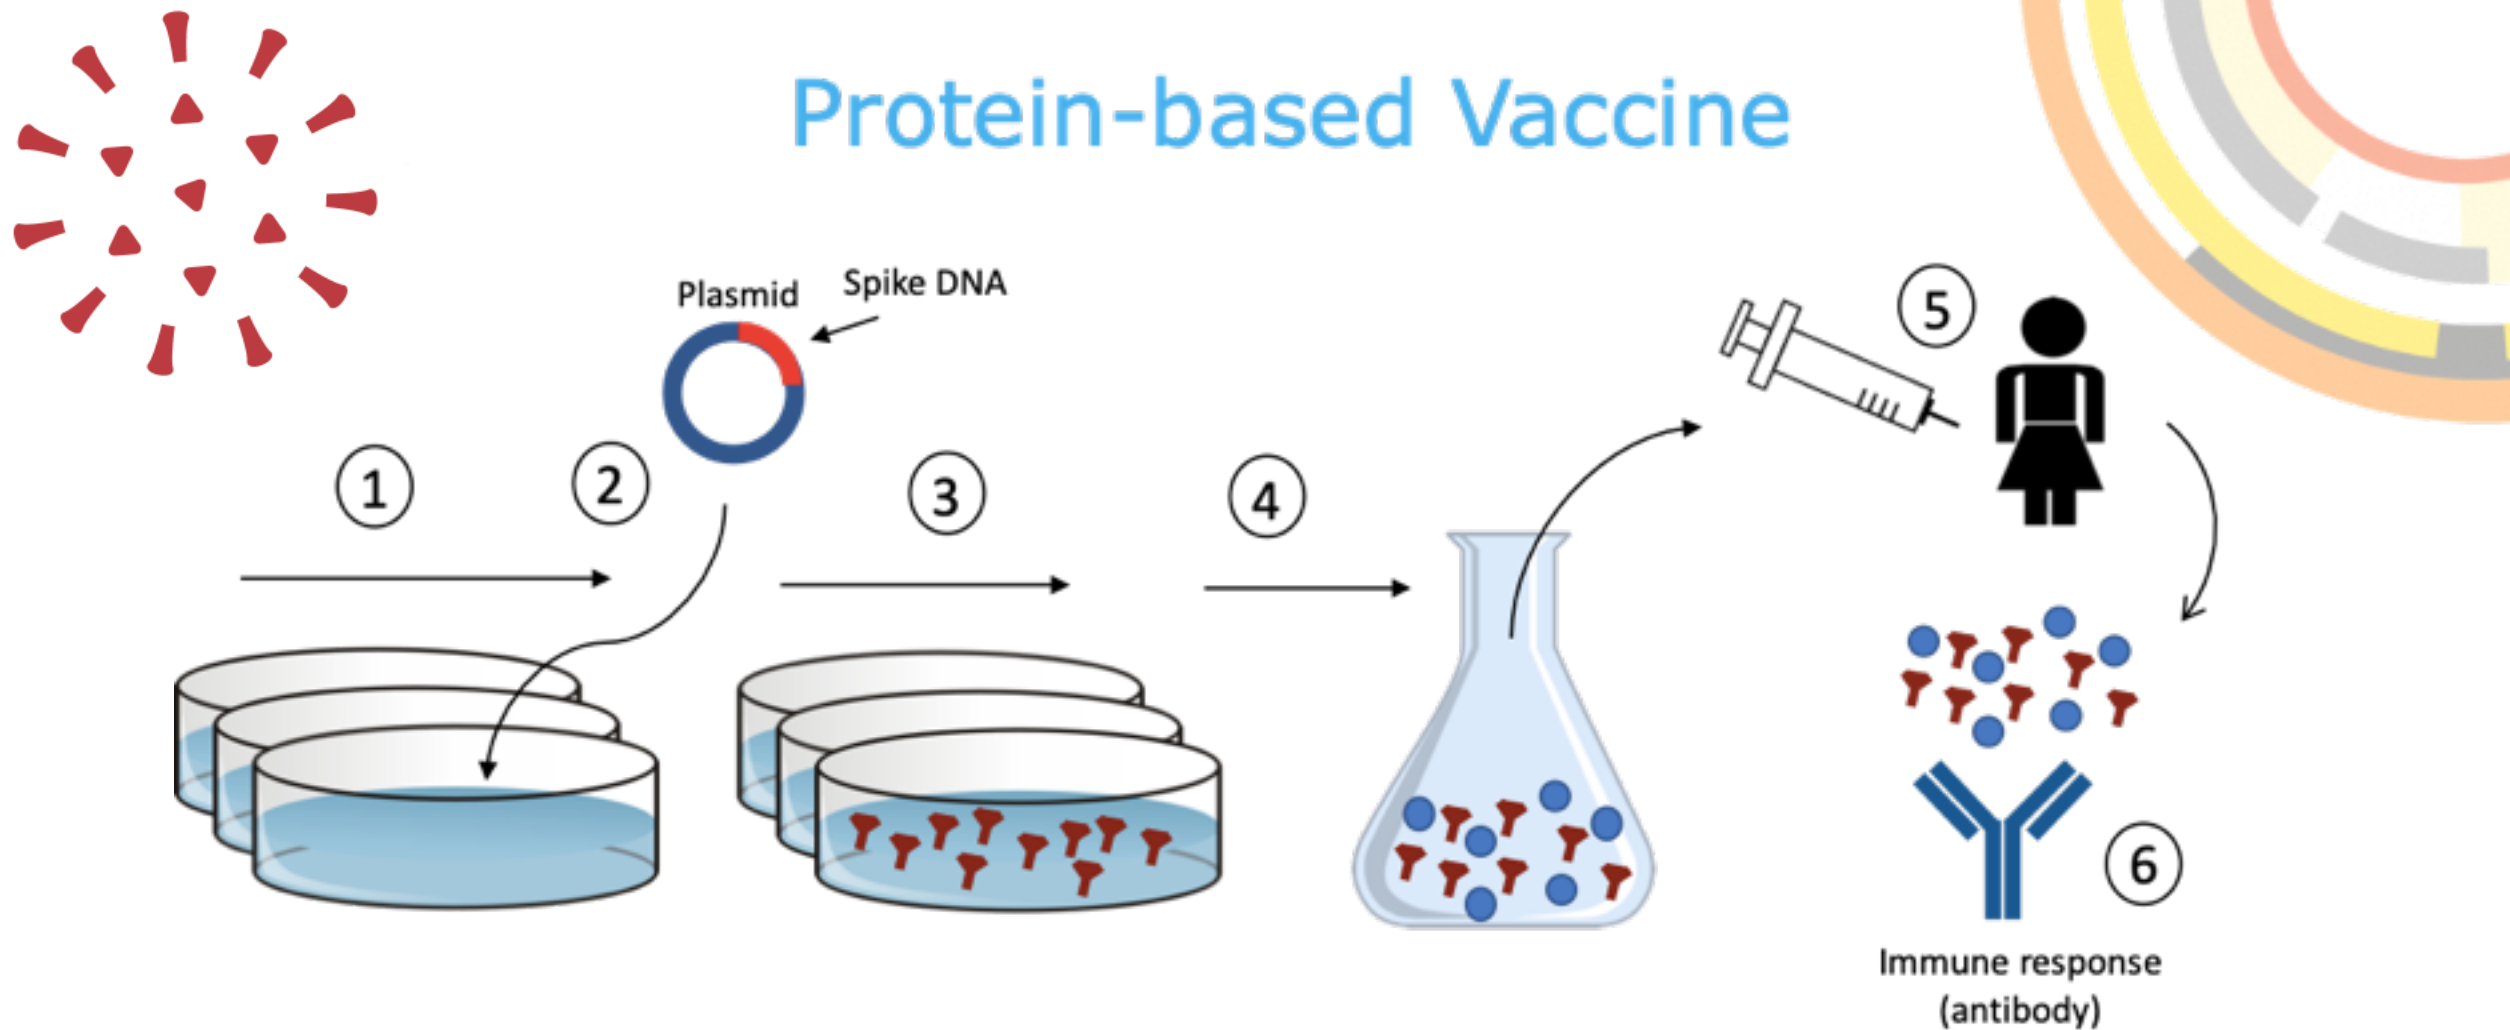 Protein-based Vaccine
Plasmid
Spike DNA
1
2
3
4
5
6
Immune response
(antibody)